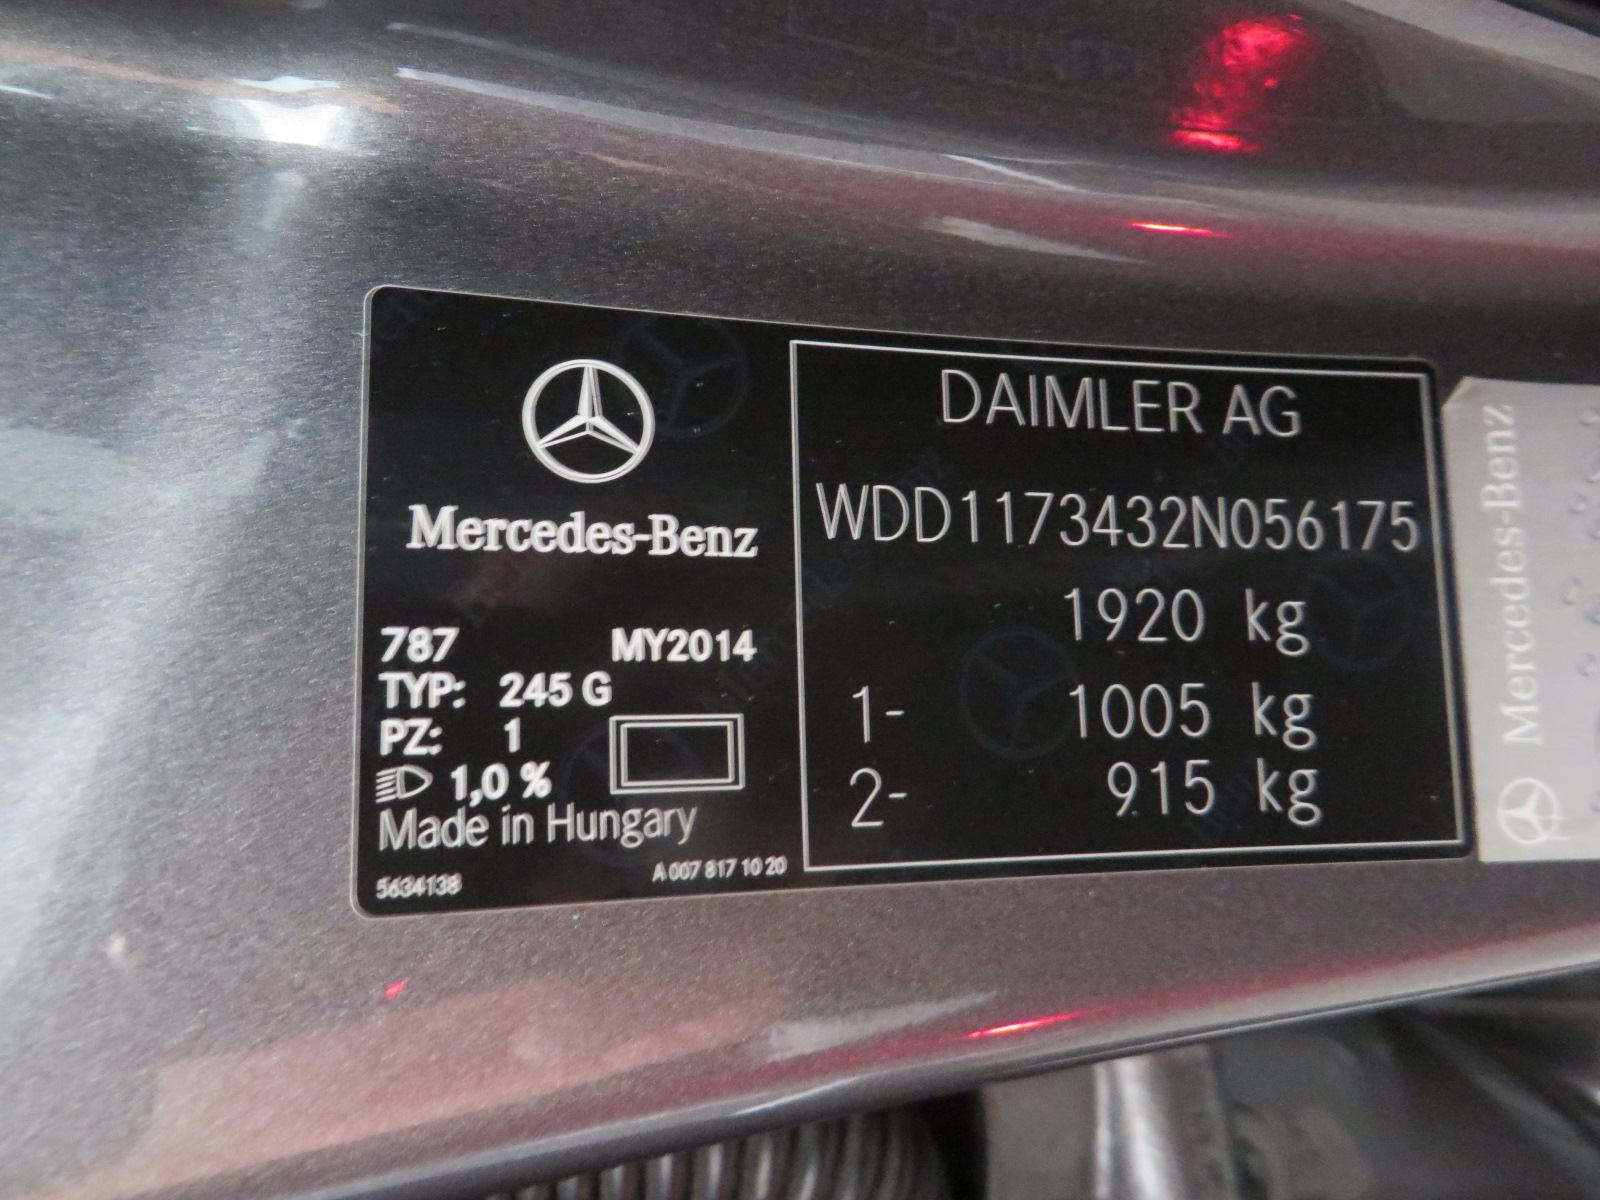 Mercedes-Benz
787 MY2014
TYP: 245 G
PZ: 1
1,0 %
Made in Hungary
5634138 A 007 817 10 20
DAIMLER AG
WDD1173432N056175
1920 kg
1- 1005 kg
2- 915 kg
Mercedes-Benz
DAIMLER